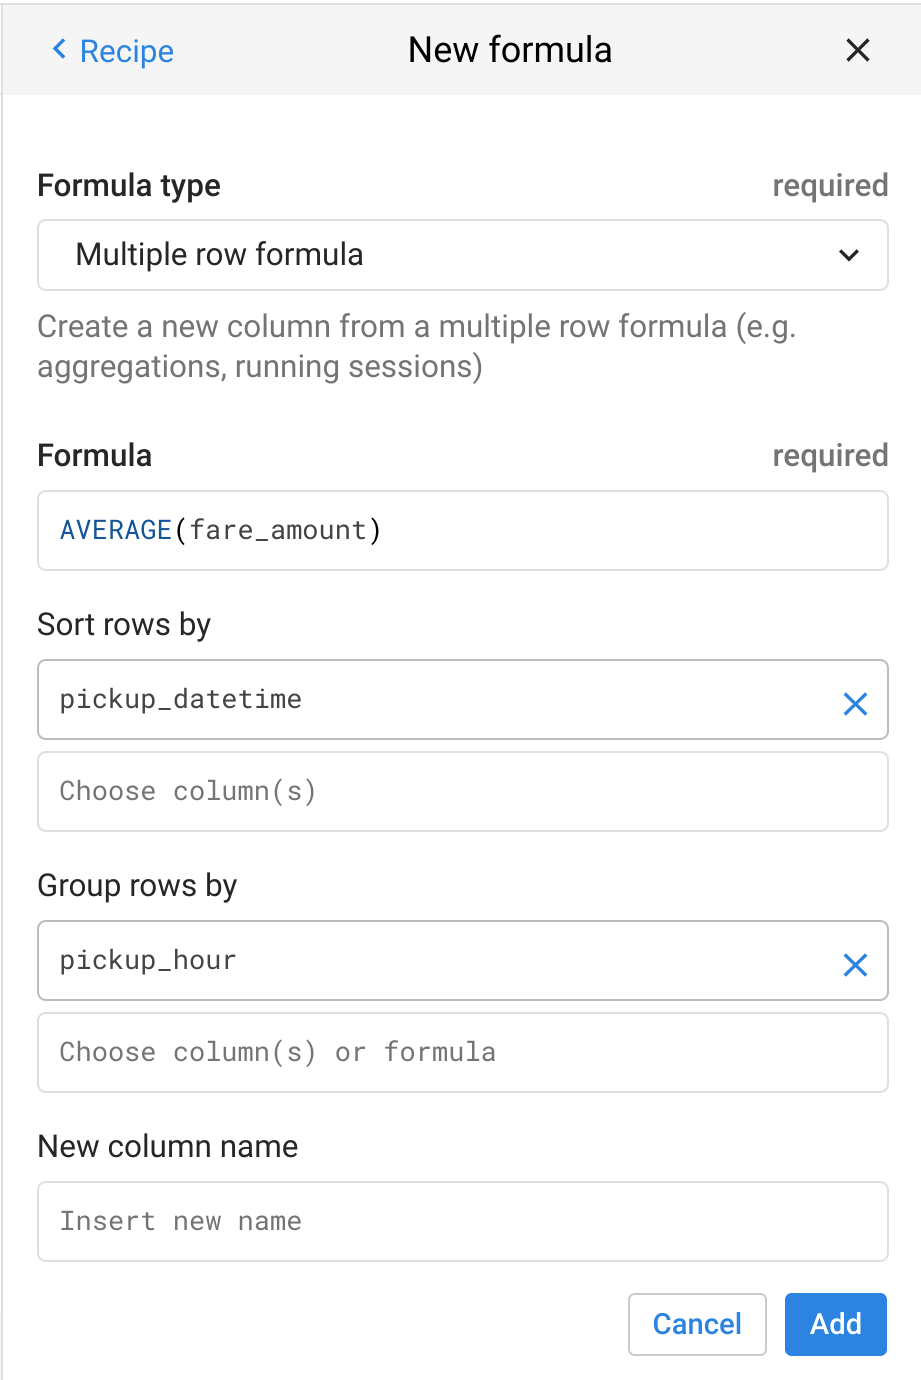 Recipe
New formula
Formula type
required
Multiple row formula
Create a new column from a multiple row formula (e.g.
aggregations, running sessions)
Formula
required
AVERAGE(fare_amount)
Sort rows by
pickup_datetime
Choose column(s)
Group rows by
pickup_hour
Choose column(s) or formula
New column name
Insert new name
Cancel
Add